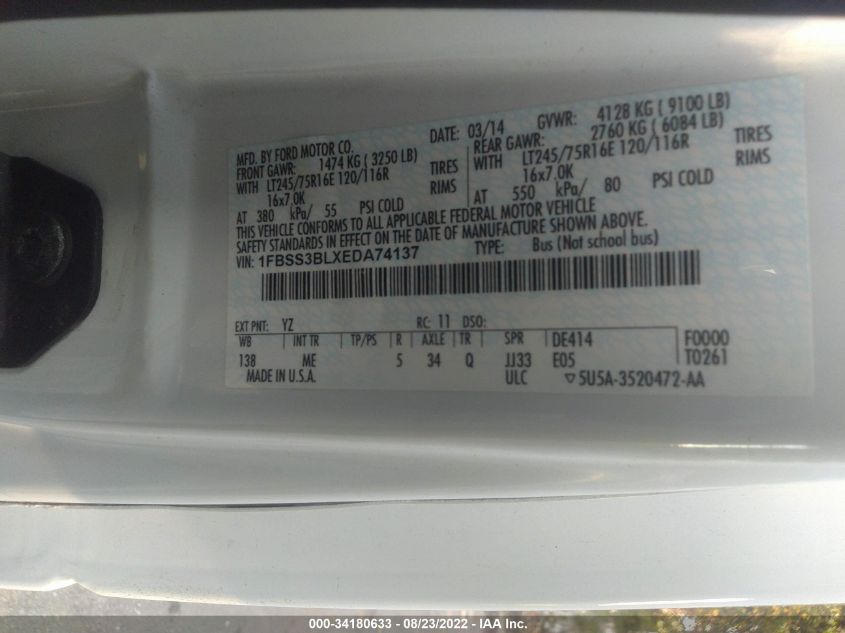 MFD. BY FORD MOTOR CO. DATE: 03/14 GVWR: 4128 KG ( 9100 LB)
FRONT GAWR: 1474 KG ( 3250 LB) REAR GAWR: 2760 KG ( 6084 LB)
WITH LT245/75R16E 120/116R TIRES WITH LT245/75R16E 120/116R TIRES
16x7.0K RIMS 16x7.0K RIMS
AT 380 kPa/ 55 PSI COLD AT 550 kPa/ 80 PSI COLD
THIS VEHICLE CONFORMS TO ALL APPLICABLE FEDERAL MOTOR VEHICLE
SAFETY STANDARDS IN EFFECT ON THE DATE OF MANUFACTURE SHOWN ABOVE.
VIN: 1FBSS3BLXEDA74137 TYPE: Bus (Not school bus)
EXT PNT: YZ RC: 11 DSO:
WB INT TR TP/PS R AXLE TR SPR DE414 F0000
138 ME 5 34 Q JJ33 E05 T0261
MADE IN U.S.A. ULC ▽5U5A-3520472-AA
000-34180633 - 08/23/2022 - IAA Inc.